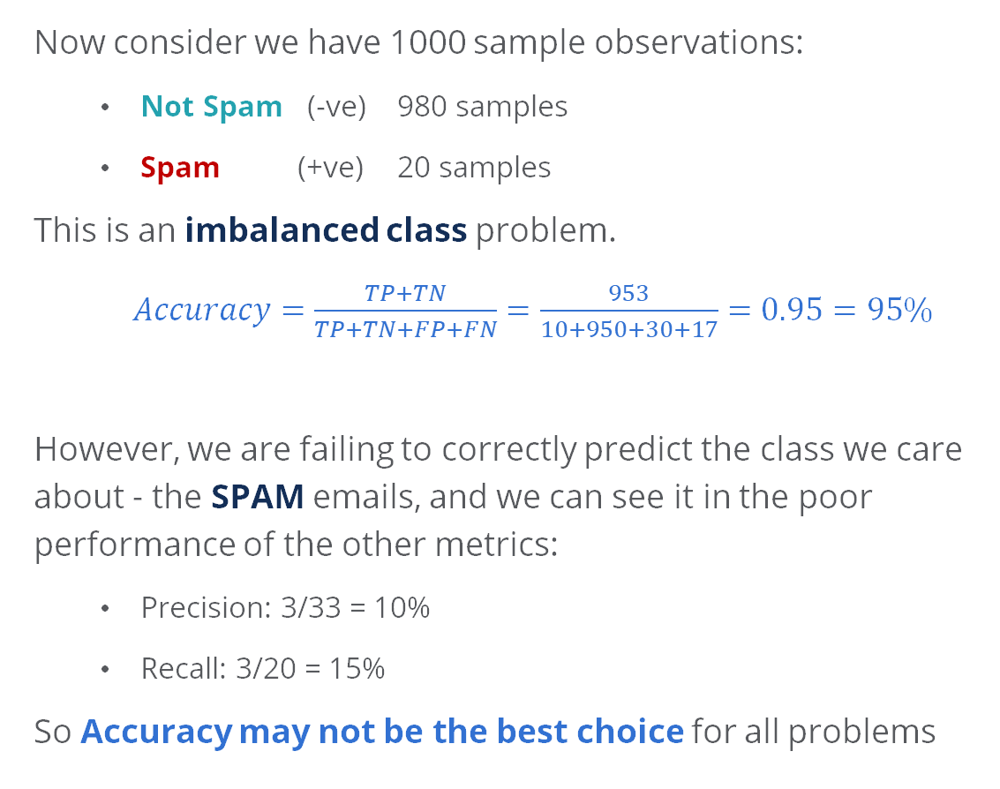 Now consider we have 1000 sample observations:
• Not Spam (-ve) 980 samples
• Spam (+ve) 20 samples
This is an imbalanced class problem.
Accuracy = TP+TN / TP+TN+FP+FN = 953 / 10+950+30+17 = 0.95 = 95%
However, we are failing to correctly predict the class we care
about - the SPAM emails, and we can see it in the poor
performance of the other metrics:
• Precision: 3/33 = 10%
• Recall: 3/20 = 15%
So Accuracy may not be the best choice for all problems